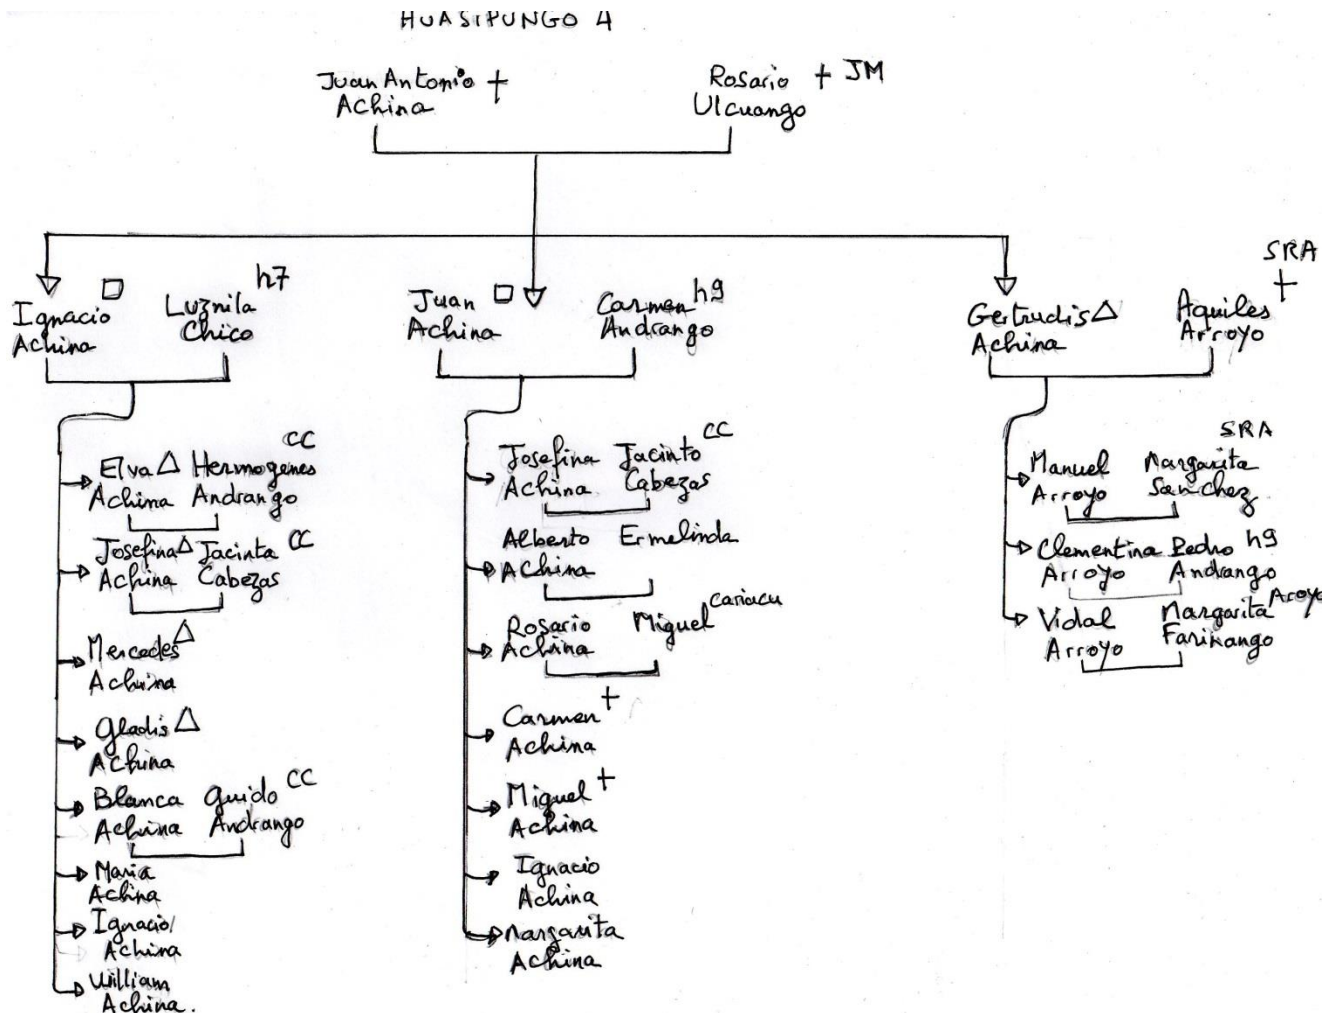 HUASIPUNGO 4
Juan Antonio +
Achina
Rosario + JM
Ulcuango
Ignacio
Achina
Luznila h7
Chico
Juan
Achina
Carmen h9
Andrango
Gertrudis
Achina
SRA
Aquiles +
Arroyo
CC
Elva Hermogenes
Achina Andrango
Josefina Jacinta CC
Achina Cabezas
Mercedes
Achina
Gladis
Achina
Blanca Guido CC
Achina Andrango
Maria
Achina
Ignacio
Achina
William
Achina.
Josefina Jacinto CC
Achina Cabezas
Alberto Ermelinda
Achina
Rosario Miguel cariacu
Achina
Carmen +
Achina
Miguel +
Achina
Ignacio
Achina
Margarita
Achina
SRA
Manuel Margarita
Arroyo Sanchez
Clementina Pedro h9
Arroyo Andrango
Vidal Margarita Aroyo
Arroyo Farinango